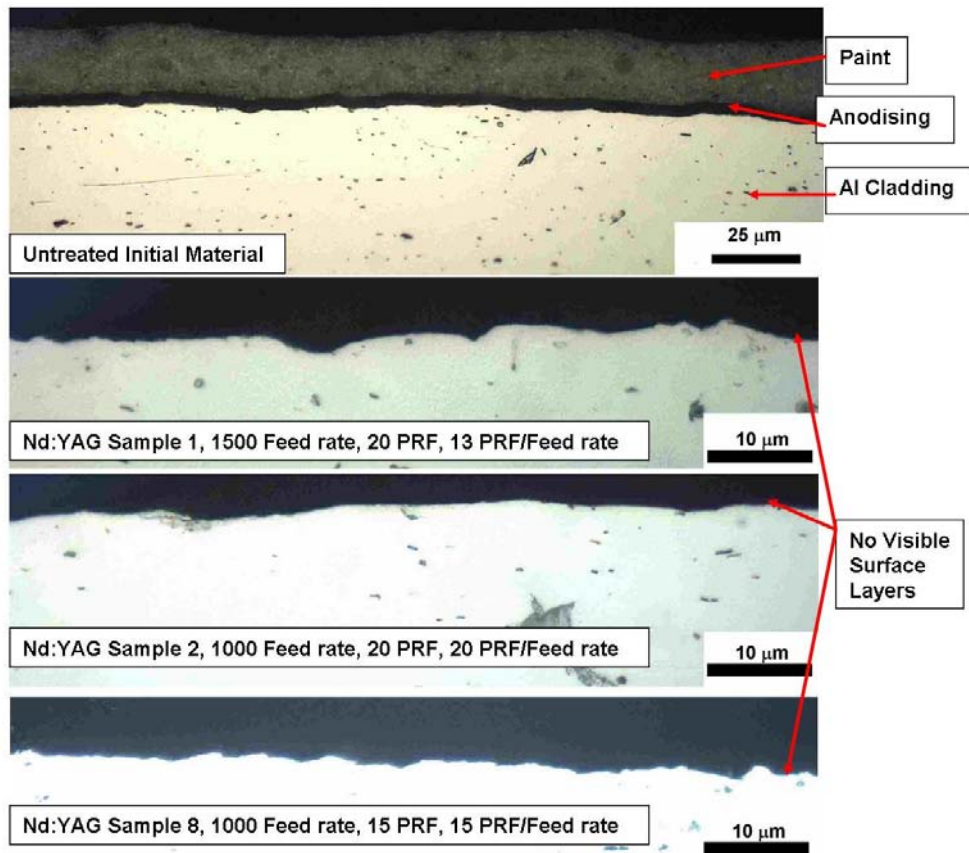 Paint
Anodising
Al Cladding
25 µm
Untreated Initial Material
Nd:YAG Sample 1, 1500 Feed rate, 20 PRF, 13 PRF/Feed rate
10 µm
Nd:YAG Sample 2, 1000 Feed rate, 20 PRF, 20 PRF/Feed rate
10 µm
No Visible
Surface
Layers
Nd:YAG Sample 8, 1000 Feed rate, 15 PRF, 15 PRF/Feed rate
10 µm